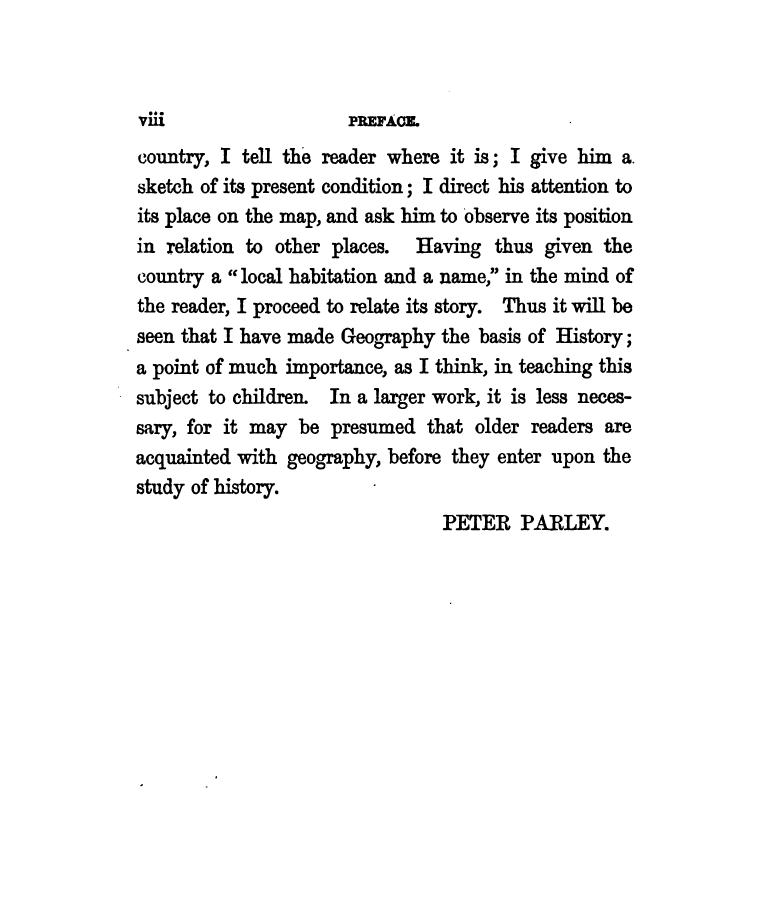 viii PREFACE.
country, I tell the reader where it is; I give him a
sketch of its present condition; I direct his attention to
its place on the map, and ask him to observe its position
in relation to other places. Having thus given the
country a “local habitation and a name,” in the mind of
the reader, I proceed to relate its story. Thus it will be
seen that I have made Geography the basis of History;
a point of much importance, as I think, in teaching this
subject to children. In a larger work, it is less neces-
sary, for it may be presumed that older readers are
acquainted with geography, before they enter upon the
study of history.
PETER PARLEY.